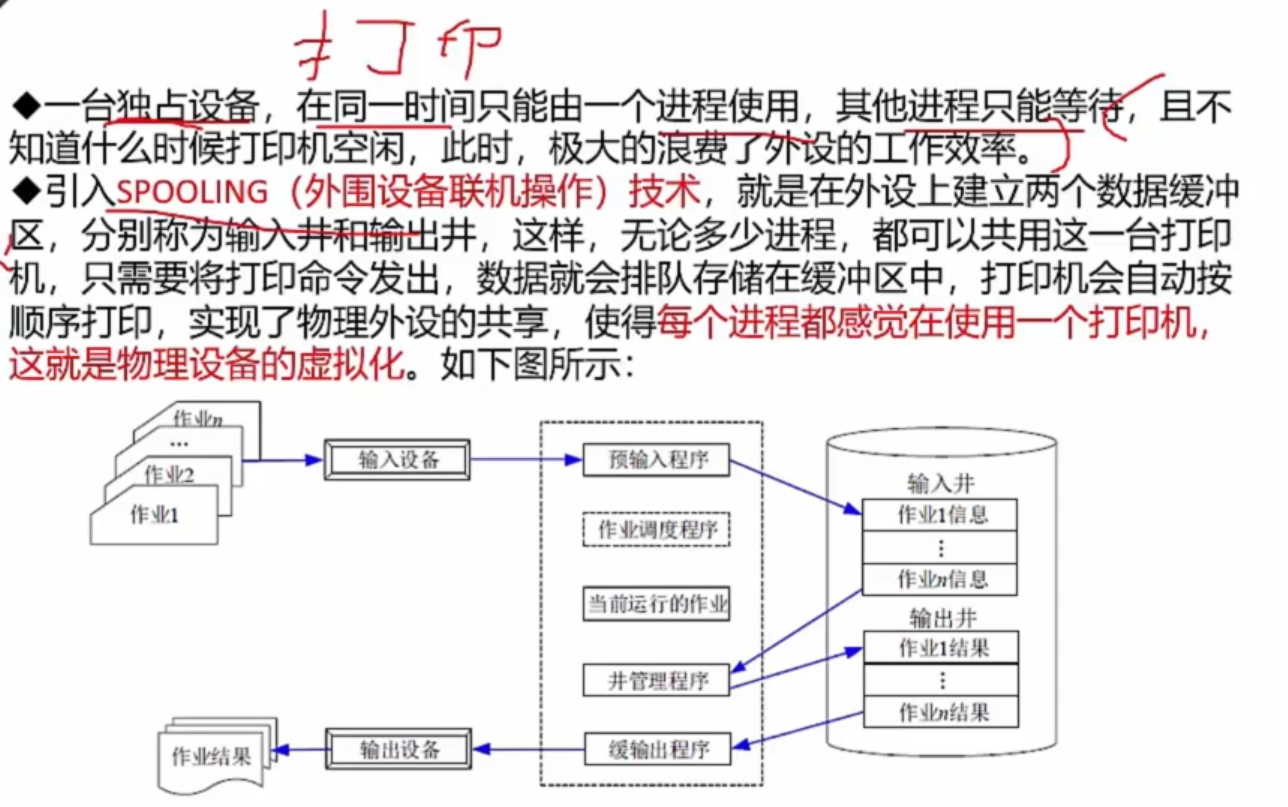 打印
◆一台独占设备，在同一时间只能由一个进程使用，其他进程只能等待，且不
知道什么时候打印机空闲，此时，极大的浪费了外设的工作效率。
◆引入SPOOLING（外围设备联机操作）技术，就是在外设上建立两个数据缓冲
区，分别称为输入井和输出井，这样，无论多少进程，都可以共用这一台打印
机，只需要将打印命令发出，数据就会排队存储在缓冲区中，打印机会自动按
顺序打印，实现了物理外设的共享，使得每个进程都感觉在使用一个打印机，
这就是物理设备的虚拟化。如下图所示：
作业n
…
作业2
作业1
输入设备
预输入程序
作业调度程序
当前运行的作业
井管理程序
缓输出程序
输入井
作业1信息
⋮
作业n信息
输出井
作业1结果
⋮
作业n结果
输出设备
作业结果